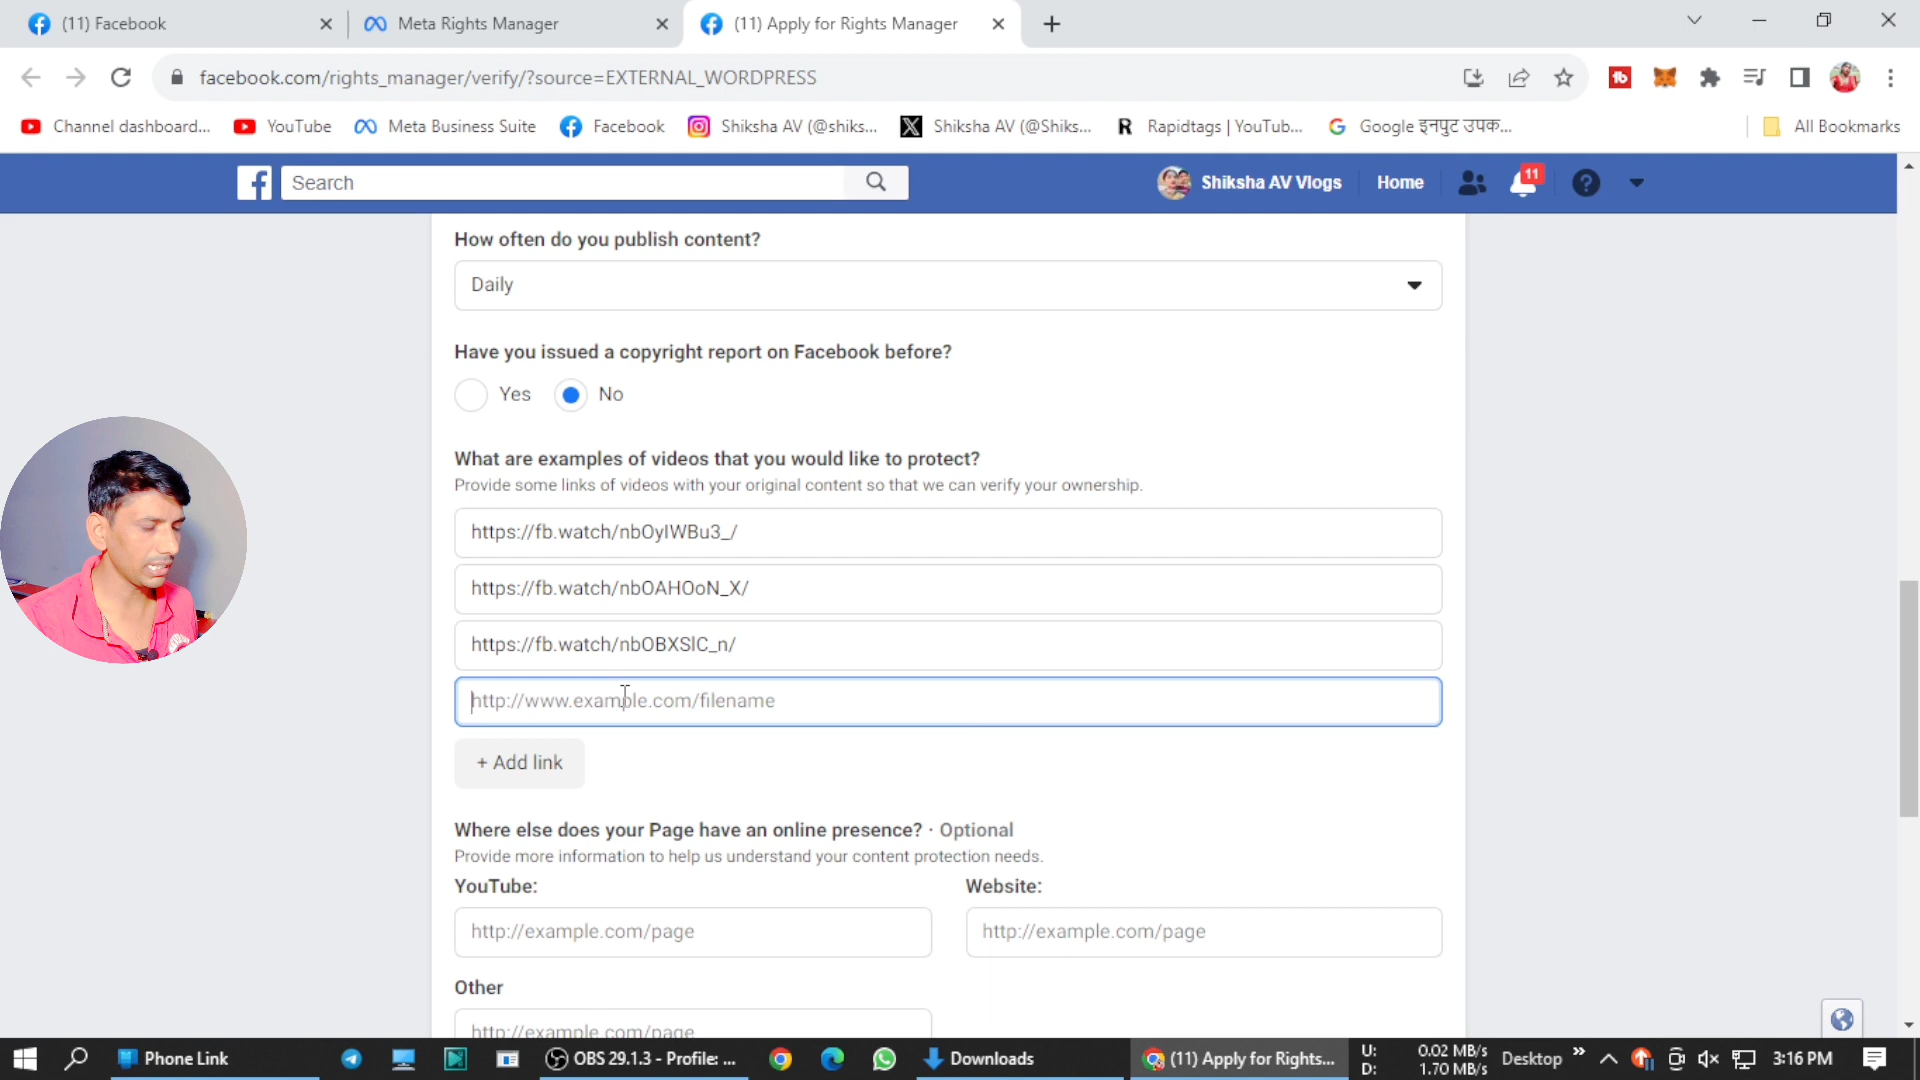 (11) Facebook
Meta Rights Manager
(11) Apply for Rights Manager
facebook.com/rights_manager/verify/?source=EXTERNAL_WORDPRESS
Channel dashboard...
YouTube
Meta Business Suite
Facebook
Shiksha AV (@shiks...
Shiksha AV (@Shiks...
Rapidtags | YouTub...
Google इनपुट उपक...
All Bookmarks
Search
Shiksha AV Vlogs
Home
11
How often do you publish content?
Daily
Have you issued a copyright report on Facebook before?
Yes
No
What are examples of videos that you would like to protect?
Provide some links of videos with your original content so that we can verify your ownership.
https://fb.watch/nbOyIWBu3_/
https://fb.watch/nbOAHOoN_X/
https://fb.watch/nbOBXSlC_n/
http://www.example.com/filename
+ Add link
Where else does your Page have an online presence? · Optional
Provide more information to help us understand your content protection needs.
YouTube:
Website:
http://example.com/page
http://example.com/page
Other
http://example.com/page
Phone Link
OBS 29.1.3 - Profile: ...
Downloads
(11) Apply for Rights...
U: 0.02 MB/s
D: 1.70 MB/s
Desktop
3:16 PM